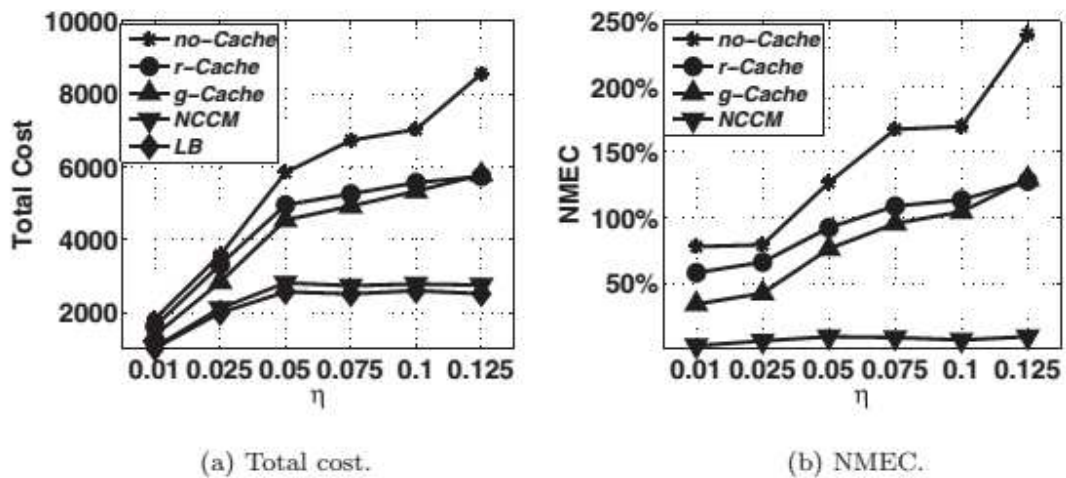 10000
8000
6000
4000
2000
Total Cost
no-Cache
r-Cache
g-Cache
NCCM
LB
0.01 0.025 0.05 0.075 0.1 0.125
η
(a) Total cost.
250%
200%
150%
100%
50%
NMEC
no-Cache
r-Cache
g-Cache
NCCM
0.01 0.025 0.05 0.075 0.1 0.125
η
(b) NMEC.